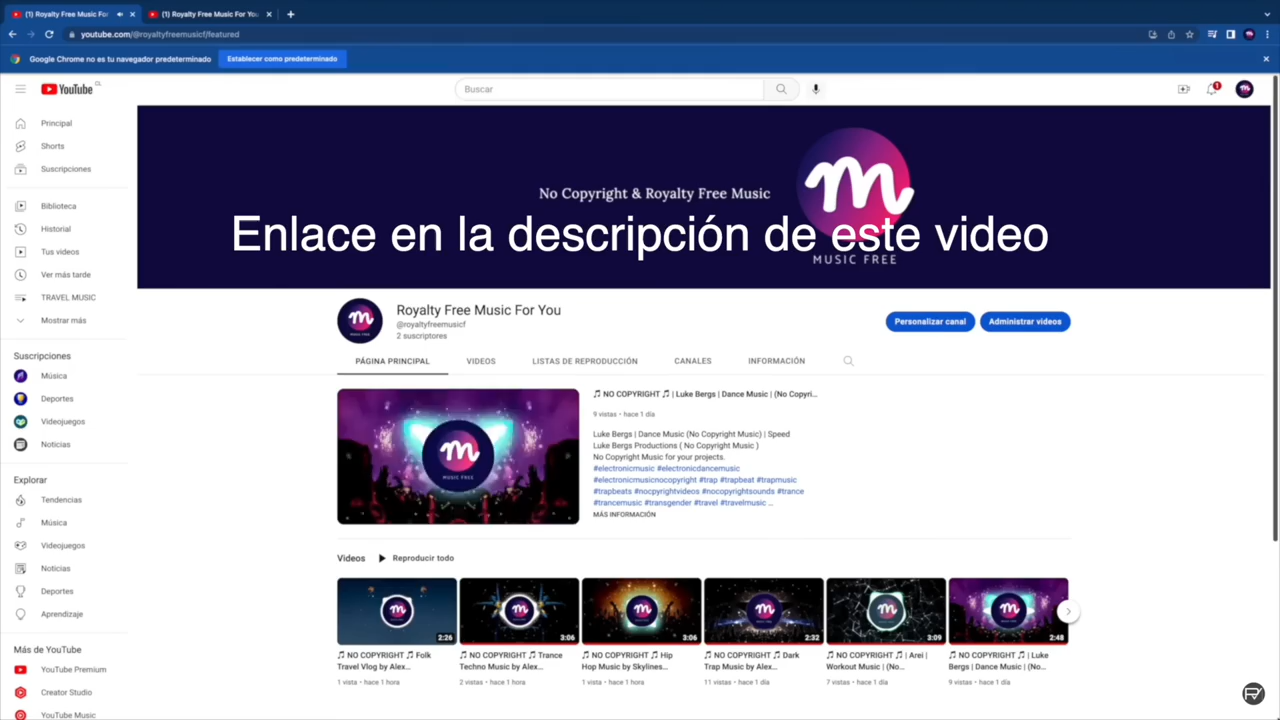 (1) Royalty Free Music For
(1) Royalty Free Music For You
youtube.com/@royaltyfreemusicf/featured
Google Chrome no es tu navegador predeterminado
Establecer como predeterminado
YouTube CL
Buscar
Principal
Shorts
Suscripciones
Biblioteca
Historial
Tus videos
Ver más tarde
TRAVEL MUSIC
Mostrar más
Suscripciones
Música
Deportes
Videojuegos
Noticias
Explorar
Tendencias
Música
Videojuegos
Noticias
Deportes
Aprendizaje
Más de YouTube
YouTube Premium
Creator Studio
YouTube Music
No Copyright & Royalty Free Music
m
MUSIC FREE
Enlace en la descripción de este video
Royalty Free Music For You
@royaltyfreemusicf
2 suscriptores
Personalizar canal
Administrar videos
PÁGINA PRINCIPAL
VIDEOS
LISTAS DE REPRODUCCIÓN
CANALES
INFORMACIÓN
m
MUSIC FREE
🎵 NO COPYRIGHT 🎵 | Luke Bergs | Dance Music | (No Copyri...
9 vistas • hace 1 día
Luke Bergs | Dance Music (No Copyright Music) | Speed
Luke Bergs Productions ( No Copyright Music )
No Copyright Music for your projects.
#electronicmusic #electronicdancemusic
#electronicmusicnocopyright #trap #trapbeat #trapmusic
#trapbeats #nocpyrightvideos #nocopyrightsounds #trance
#trancemusic #transgender #travel #travelmusic ...
MÁS INFORMACIÓN
Videos
Reproducir todo
2:26
3:06
3:06
2:32
3:09
2:48
🎵 NO COPYRIGHT 🎵 Folk
Travel Vlog by Alex...
1 vista • hace 1 hora
🎵 NO COPYRIGHT 🎵 Trance
Techno Music by Alex...
2 vistas • hace 1 hora
🎵 NO COPYRIGHT 🎵 Hip
Hop Music by Skylines...
1 vista • hace 1 hora
🎵 NO COPYRIGHT 🎵 Dark
Trap Music by Alex...
11 vistas • hace 1 día
🎵 NO COPYRIGHT 🎵 | Arei |
Workout Music | (No...
7 vistas • hace 1 día
🎵 NO COPYRIGHT 🎵 | Luke
Bergs | Dance Music | (No...
9 vistas • hace 1 día